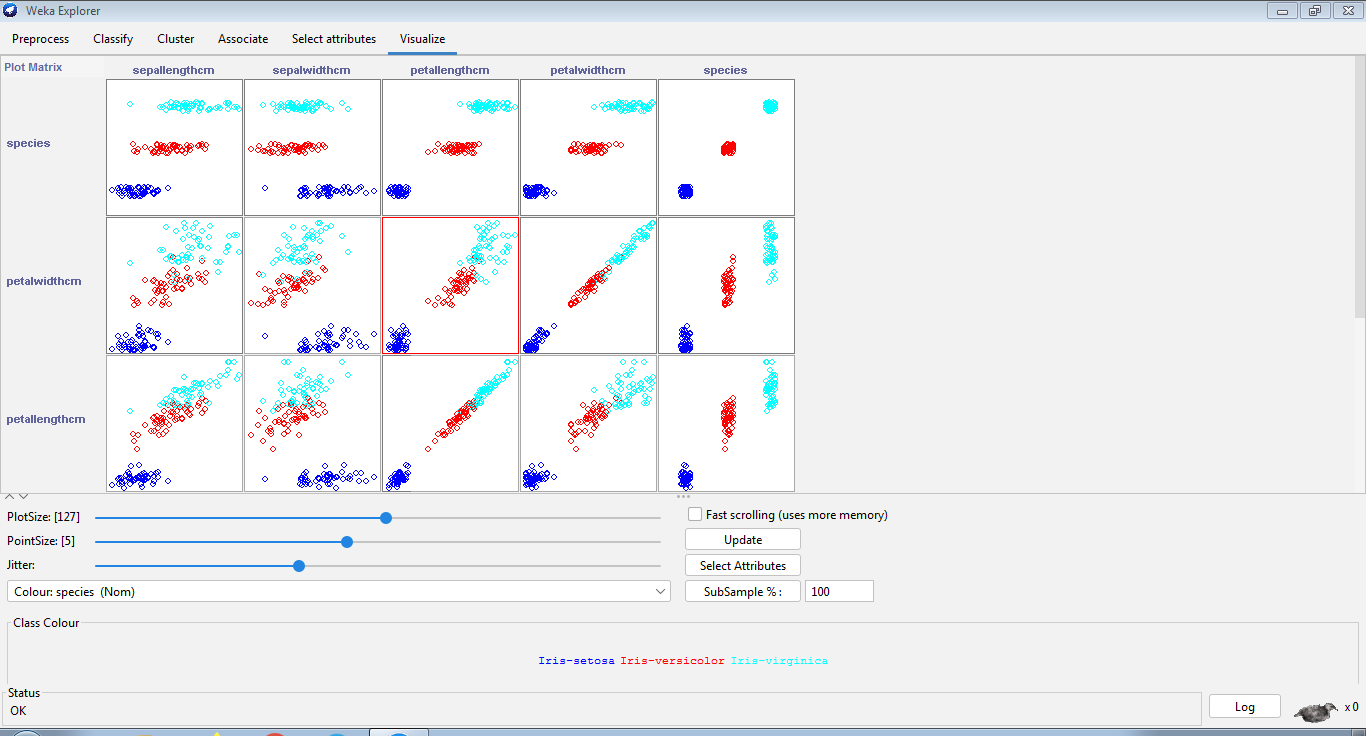 Weka Explorer
Preprocess Classify Cluster Associate Select attributes Visualize
Plot Matrix sepallengthcm sepalwidthcm petallengthcm petalwidthcm species
species
petalwidthcm
petallengthcm
PlotSize: [127]
Fast scrolling (uses more memory)
PointSize: [5]
Update
Jitter:
Select Attributes
Colour: species (Nom)
SubSample % : 100
Class Colour
Iris-setosa Iris-versicolor Iris-virginica
Status
OK
Log
x 0